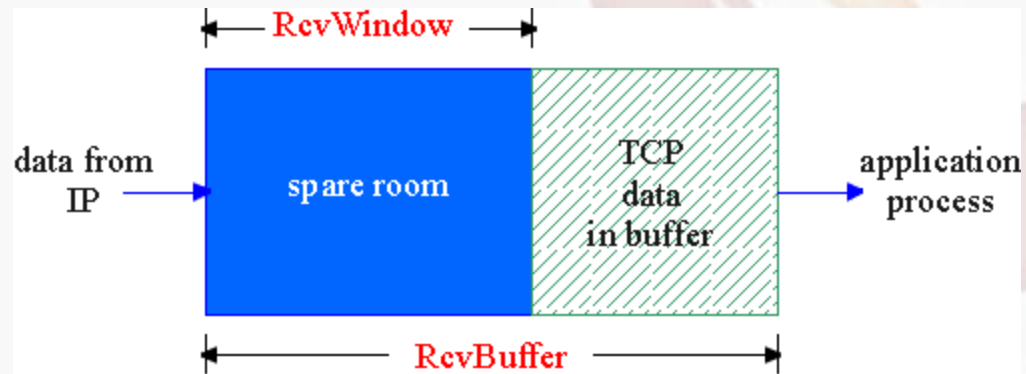 RcvWindow
data from
IP
spare room
TCP
data
in buffer
application
process
RcvBuffer